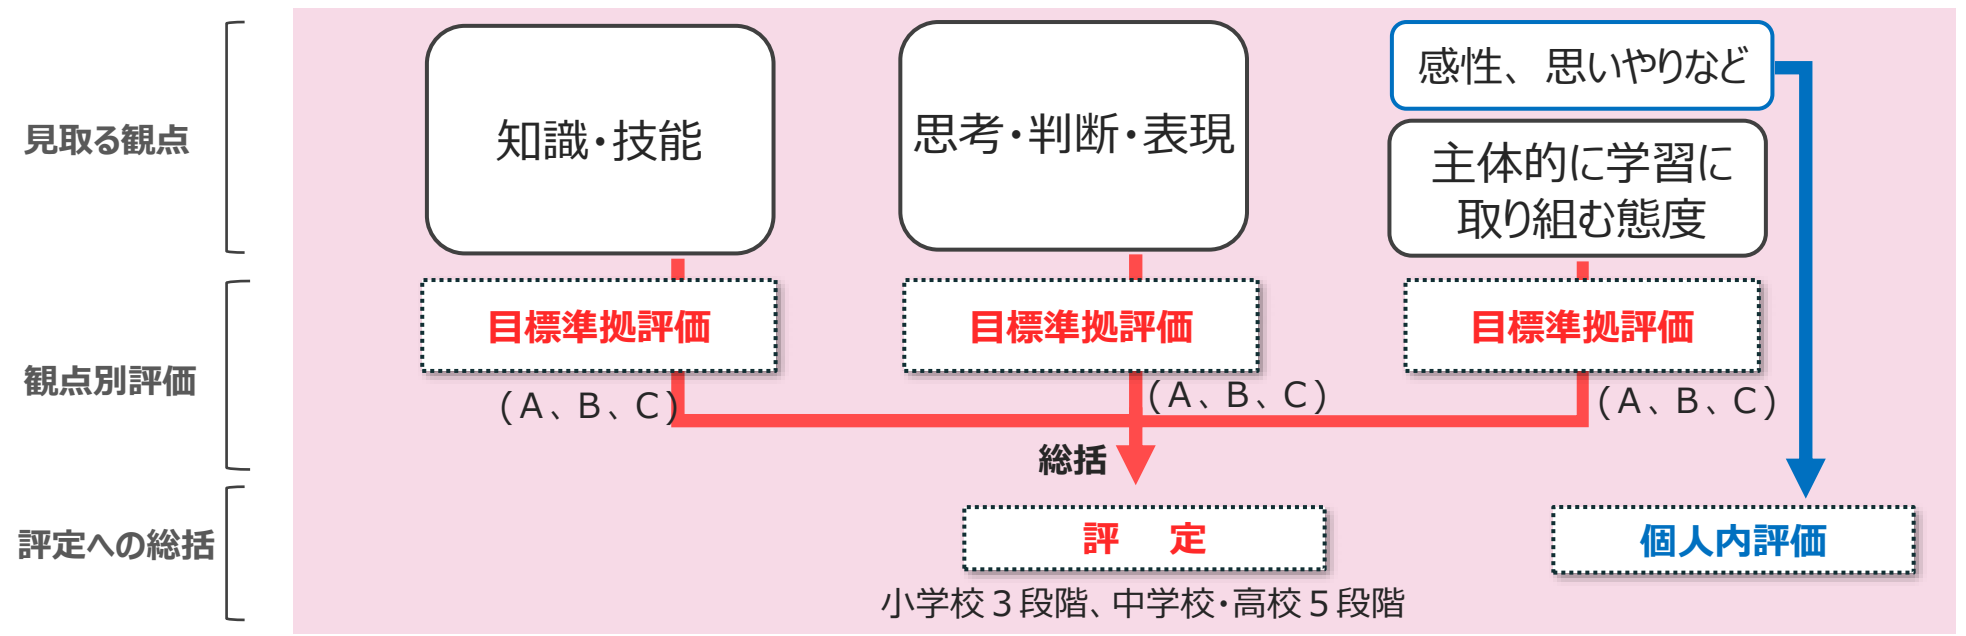 見取る観点
知識・技能
思考・判断・表現
感性、思いやりなど
主体的に学習に
取り組む態度
観点別評価
目標準拠評価
目標準拠評価
目標準拠評価
(A、B、C)
(A、B、C)
(A、B、C)
総括
評定への総括
評 定
個人内評価
小学校3段階、中学校・高校5段階